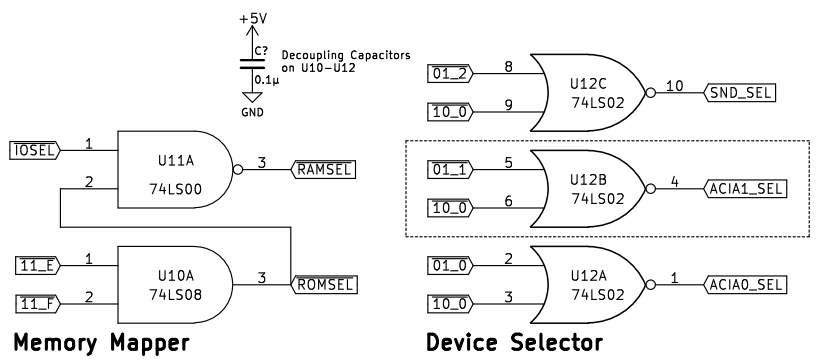 +5V
C?
0.1µ
GND
Decoupling Capacitors
on U10-U12
IOSEL
1
2
U11A
74LS00
3
RAMSEL
11_E
1
11_F
2
U10A
74LS08
3
ROMSEL
Memory Mapper
01_2
8
10_0
9
U12C
74LS02
10
SND_SEL
01_1
5
10_0
6
U12B
74LS02
4
ACIA1_SEL
01_0
2
10_0
3
U12A
74LS02
1
ACIA0_SEL
Device Selector